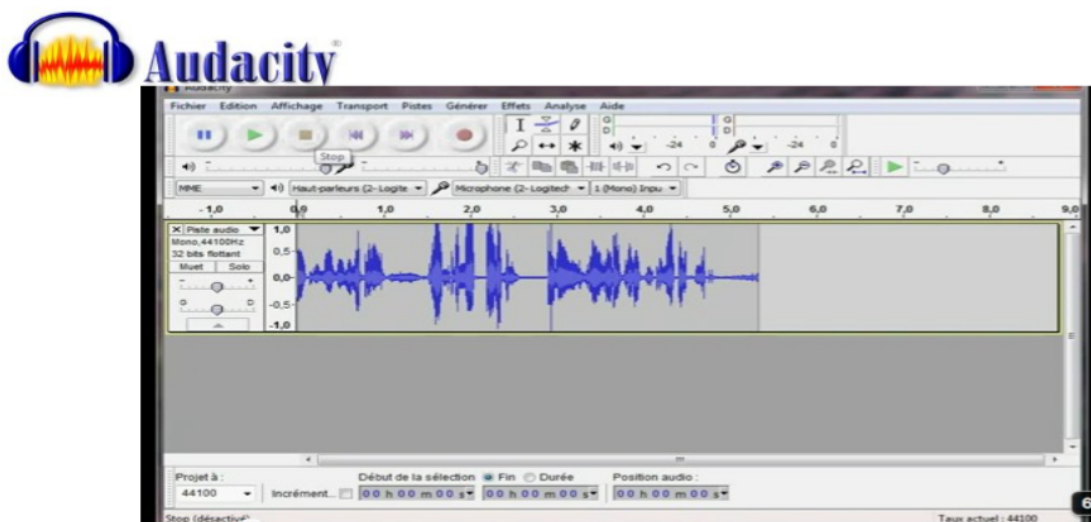 Audacity
Audacity
Fichier Edition Affichage Transport Pistes Générer Effets Analyse Aide
G
D
-24 0
G
D
-24 0
Stop
MME Haut-parleurs (2- Logite Microphone (2- Logitech 1 (Mono) Inpu
-1,0 0,0 1,0 2,0 3,0 4,0 5,0 6,0 7,0 8,0 9,0
Piste audio
Mono, 44100Hz
32 bits flottant
Muet Solo
- +
G D
1,0
0,5
0,0
-0,5
-1,0
Projet à : Début de la sélection Fin Durée Position audio :
44100 Incrément... 00 h 00 m 00 s 00 h 00 m 00 s 00 h 00 m 00 s
Stop (désactivé) Taux actuel : 44100
6